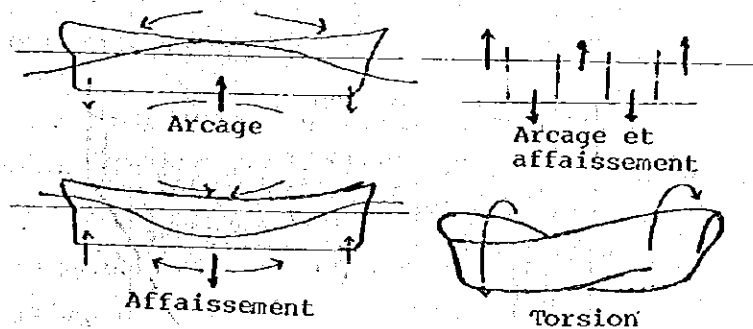 Arcage
Arcage et
affaissement
Affaissement
Torsion